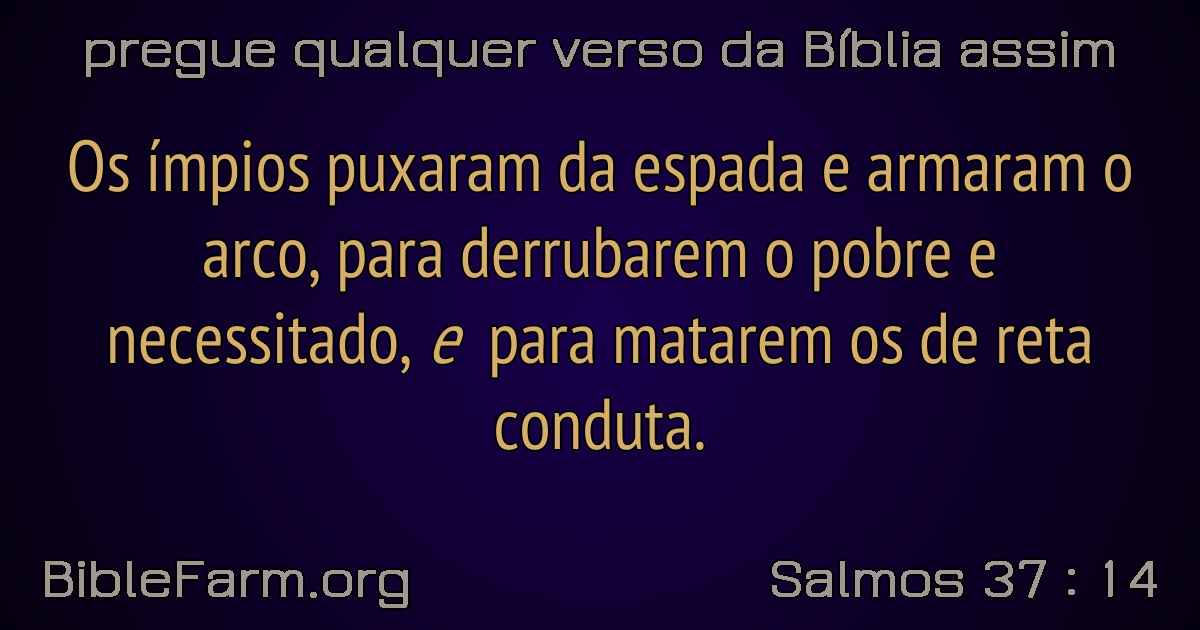 pregue qualquer verso da Bíblia assim
Os ímpios puxaram da espada e armaram o
arco, para derrubarem o pobre e
necessitado, e para matarem os de reta
conduta.
BibleFarm.org
Salmos 37 : 14